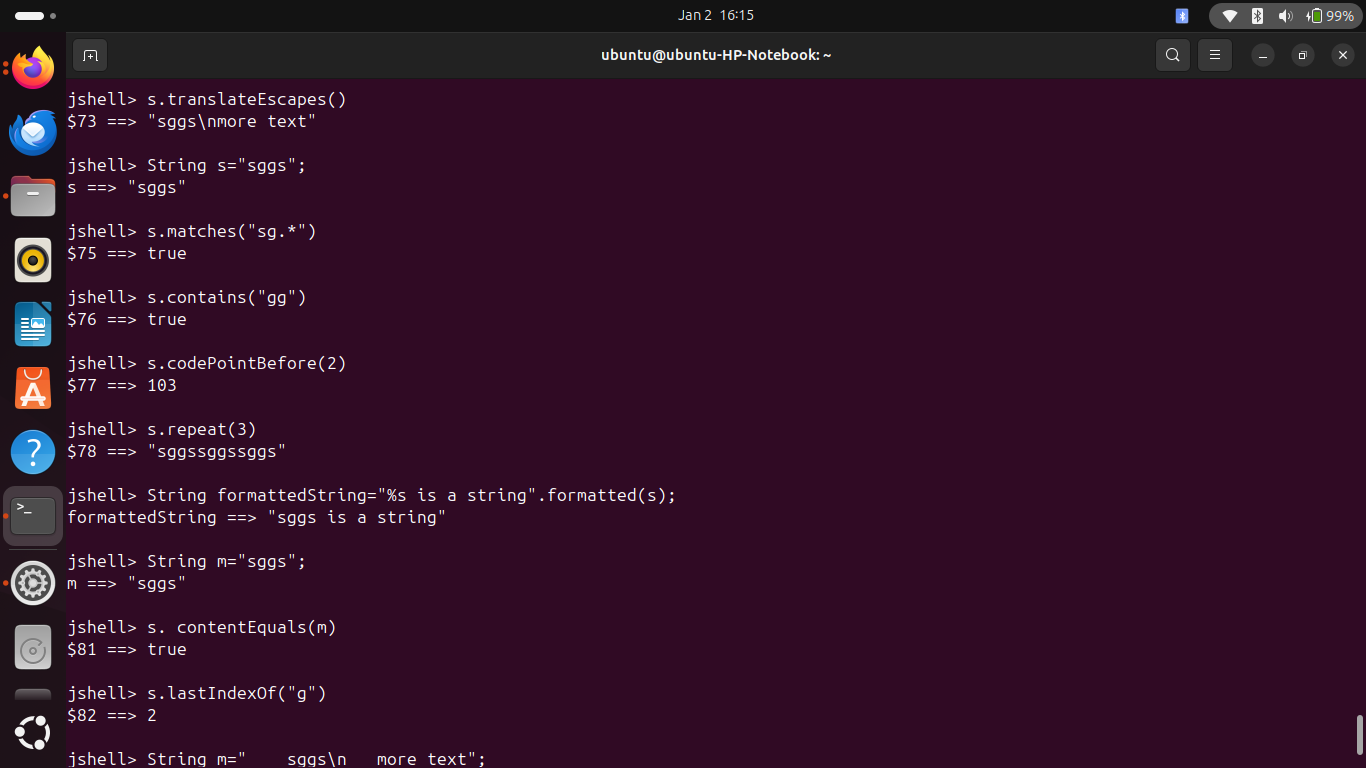 Jan 2 16:15
99%
ubuntu@ubuntu-HP-Notebook: ~
jshell> s.translateEscapes()
$73 ==> "sggs\nmore text"
jshell> String s="sggs";
s ==> "sggs"
jshell> s.matches("sg.*")
$75 ==> true
jshell> s.contains("gg")
$76 ==> true
jshell> s.codePointBefore(2)
$77 ==> 103
jshell> s.repeat(3)
$78 ==> "sggssggssggs"
jshell> String formattedString="%s is a string".formatted(s);
formattedString ==> "sggs is a string"
jshell> String m="sggs";
m ==> "sggs"
jshell> s. contentEquals(m)
$81 ==> true
jshell> s.lastIndexOf("g")
$82 ==> 2
jshell> String m="    sggs\n   more text";